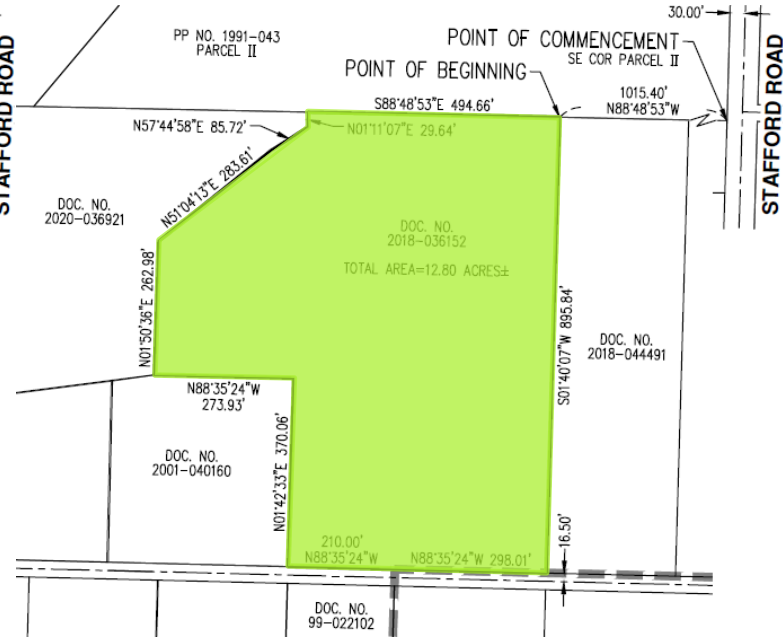 30.00'
PP NO. 1991-043
PARCEL II
POINT OF COMMENCEMENT
SE COR PARCEL II
POINT OF BEGINNING
STAFFORD ROAD
STAFFORD ROAD
1015.40'
N88°48'53"W
S88°48'53"E 494.66'
N57°44'58"E 85.72'
N01°11'07"E 29.64'
N51°04'13"E 283.61'
DOC. NO.
2020-036921
DOC. NO.
2018-036152
TOTAL AREA=12.80 ACRES±
N01°50'36"E 262.98'
S01°40'07"W 895.84'
DOC. NO.
2018-044491
N88°35'24"W
273.93'
N01°42'33"E 370.06'
DOC. NO.
2001-040160
16.50'
210.00'
N88°35'24"W
N88°35'24"W 298.01'
DOC. NO.
99-022102